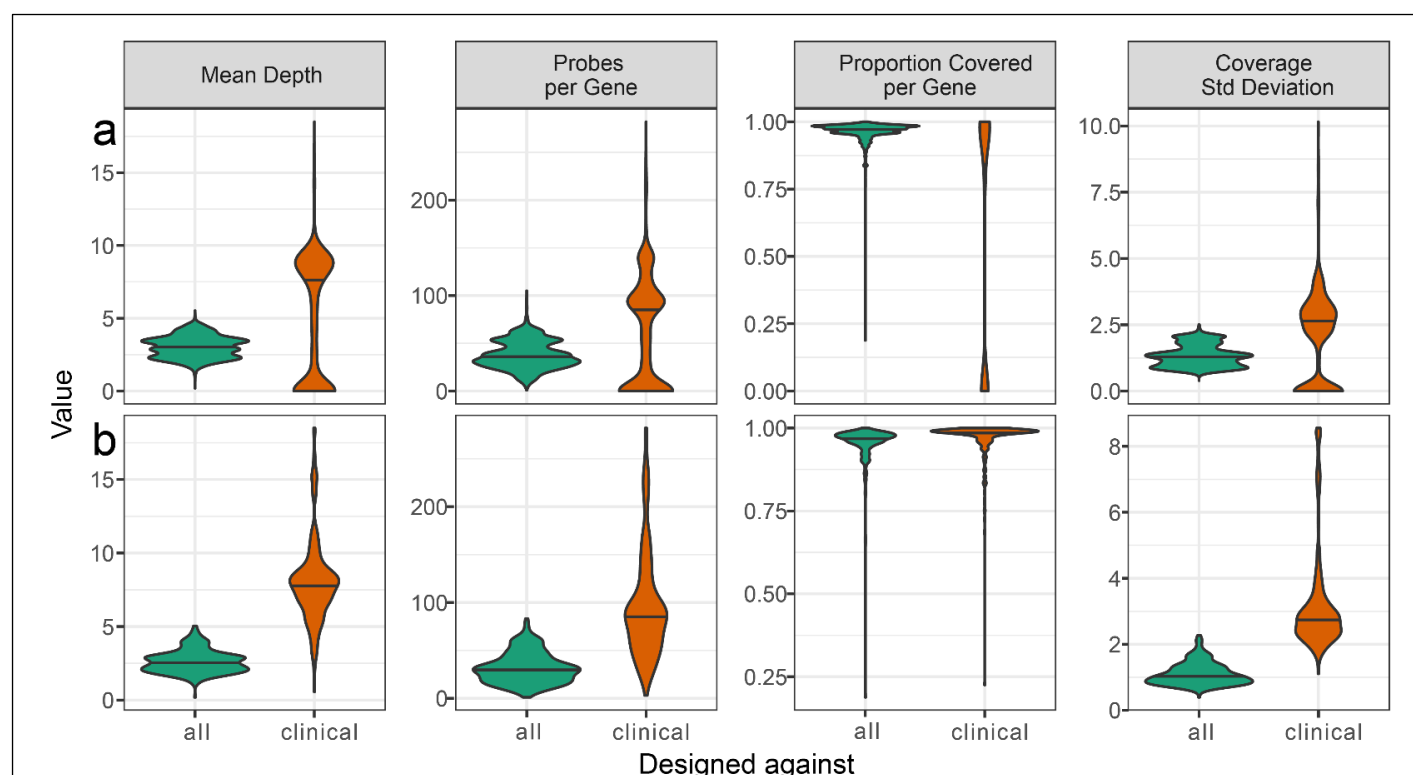 Mean Depth
Probes
per Gene
Proportion Covered
per Gene
Coverage
Std Deviation
a
15
10
5
0
200
100
0
1.00
0.75
0.50
0.25
0.00
10.0
7.5
5.0
2.5
0.0
Value
b
15
10
5
0
200
100
0
1.00
0.75
0.50
0.25
8
6
4
2
0
all clinical all clinical all clinical all clinical
Designed against